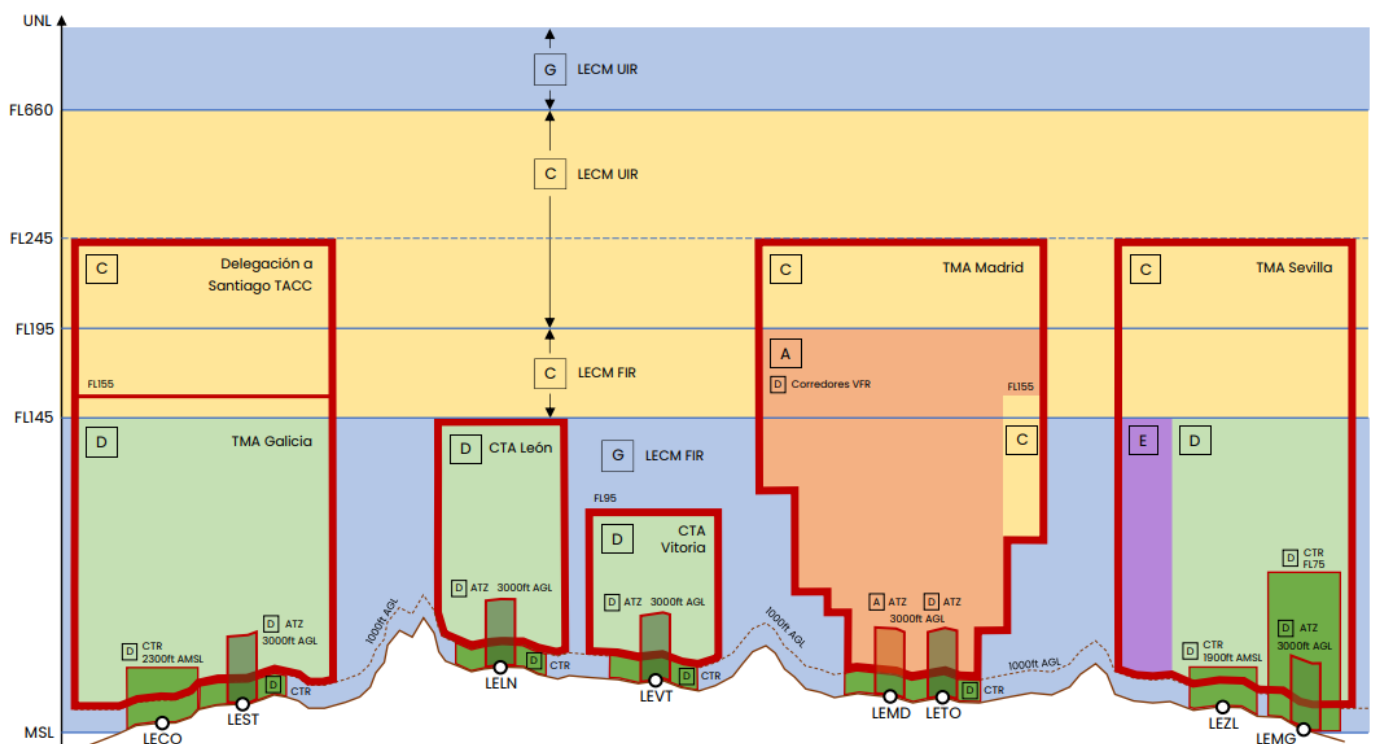 UNL
G LECM UIR
FL660
C LECM UIR
FL245
C
Delegación a
Santiago TACC
C TMA Madrid
C TMA Sevilla
FL195
A
D Corredores VFR
C LECM FIR
FL155
FL155
FL145
D TMA Galicia
D CTA León
G LECM FIR
C
E
D
FL95
D
CTA
Vitoria
D CTR
FL75
D ATZ 3000ft AGL
D ATZ 3000ft AGL
A ATZ
D ATZ
3000ft AGL
1000ft AGL
1000ft AGL
D ATZ
3000ft AGL
D ATZ
3000ft AGL
D CTR
2300ft AMSL
D CTR
1900ft AMSL
D CTR
D CTR
D CTR
D CTR
1000ft AGL
MSL
LECO
LEST
LELN
LEVT
LEMD
LETO
LEZL
LEMG